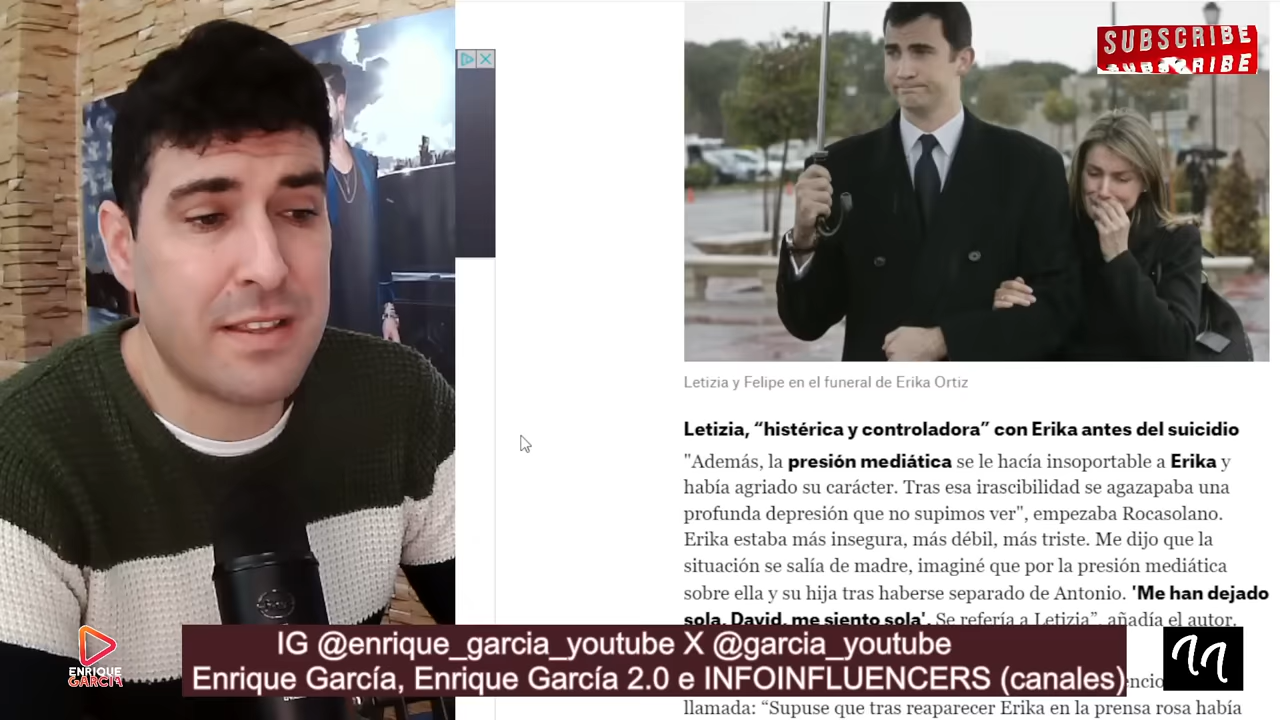 SUBSCRIBE
Letizia y Felipe en el funeral de Erika Ortiz
Letizia, “histérica y controladora” con Erika antes del suicidio
"Además, la presión mediática se le hacía insoportable a Erika y
había agriado su carácter. Tras esa irascibilidad se agazapaba una
profunda depresión que no supimos ver", empezaba Rocasolano.
Erika estaba más insegura, más débil, más triste. Me dijo que la
situación se salía de madre, imaginé que por la presión mediática
sobre ella y su hija tras haberse separado de Antonio. 'Me han dejado
sola, David, me siento sola'. Se refería a Letizia”, añadía el autor.
IG @enrique_garcia_youtube X @garcia_youtube
Enrique García, Enrique García 2.0 e INFOINFLUENCERS (canales)
llamada: “Supuse que tras reaparecer Erika en la prensa rosa había
ENRIQUE
GARCÍA